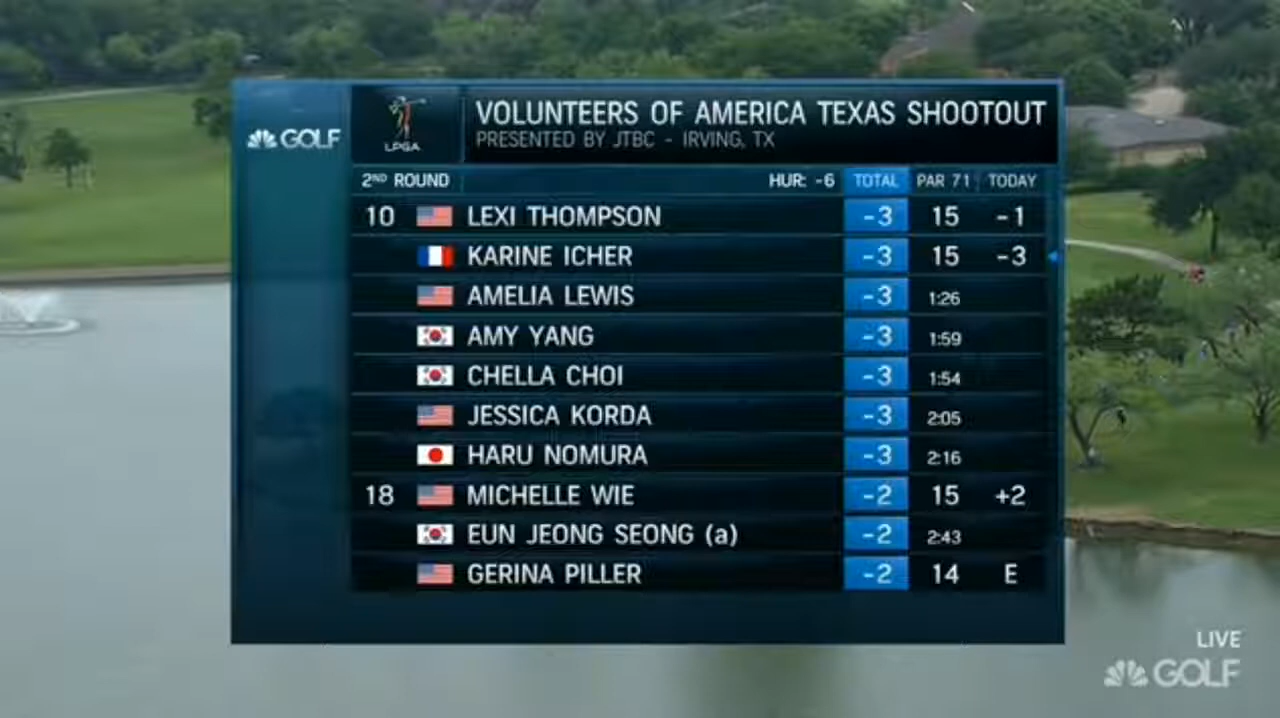 GOLF
LPGA
VOLUNTEERS OF AMERICA TEXAS SHOOTOUT
PRESENTED BY JTBC - IRVING, TX
2ND ROUND HUR: -6 TOTAL PAR 71 TODAY
10 LEXI THOMPSON -3 15 -1
KARINE ICHER -3 15 -3
AMELIA LEWIS -3 1:26
AMY YANG -3 1:59
CHELLA CHOI -3 1:54
JESSICA KORDA -3 2:05
HARU NOMURA -3 2:16
18 MICHELLE WIE -2 15 +2
EUN JEONG SEONG (a) -2 2:43
GERINA PILLER -2 14 E
LIVE
GOLF